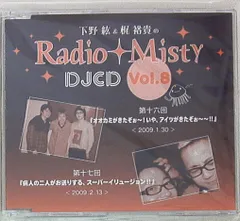 下野 紘&梶 裕貴の
Radio✦Misty
DJCD Vol.8
第十六回
『オオカミがきたぞぉ~!いや、アイツがきたぞぉ~~!!』
<2009.1.30>
第十七回
『俳人の二人がお送りする、スーパーイリュージョン!!』
<2009.2.13>